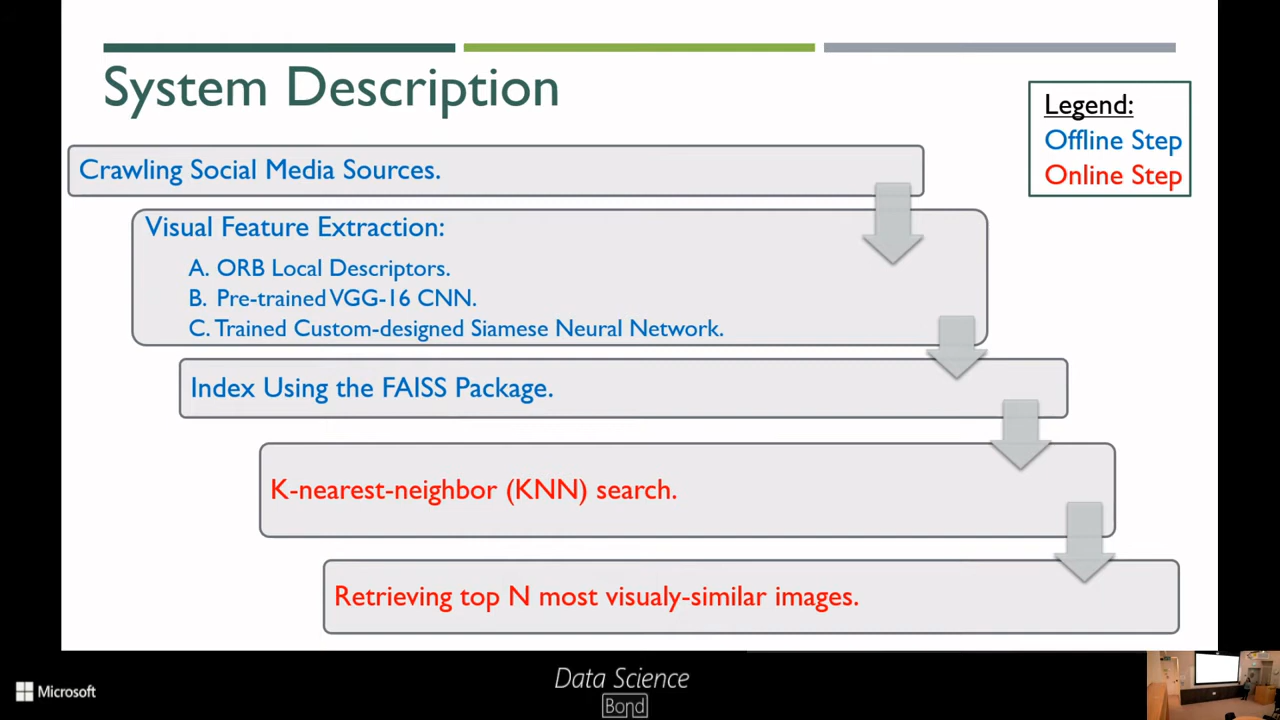 System Description
Legend:
Offline Step
Online Step
Crawling Social Media Sources.
Visual Feature Extraction:
A. ORB Local Descriptors.
B. Pre-trained VGG-16 CNN.
C. Trained Custom-designed Siamese Neural Network.
Index Using the FAISS Package.
K-nearest-neighbor (KNN) search.
Retrieving top N most visualy-similar images.
Microsoft
Data Science
Bond